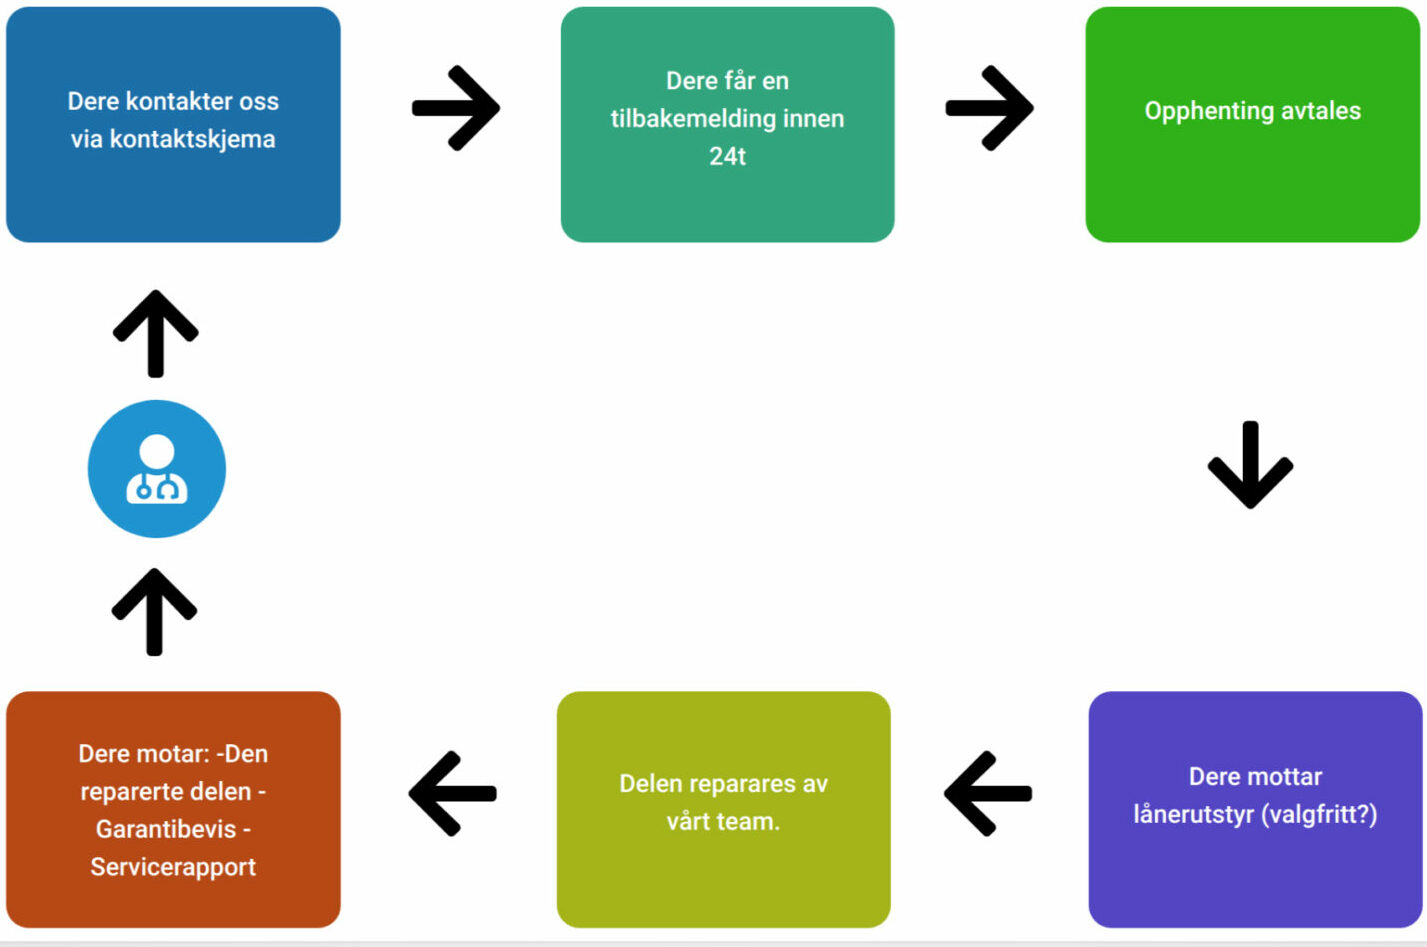 Dere kontakter oss
via kontaktskjema
Dere får en
tilbakemelding innen
24t
Opphenting avtales
Dere motar: -Den
reparerte delen -
Garantibevis -
Servicerapport
Delen reparares av
vårt team.
Dere mottar
lånerutstyr (valgfritt?)